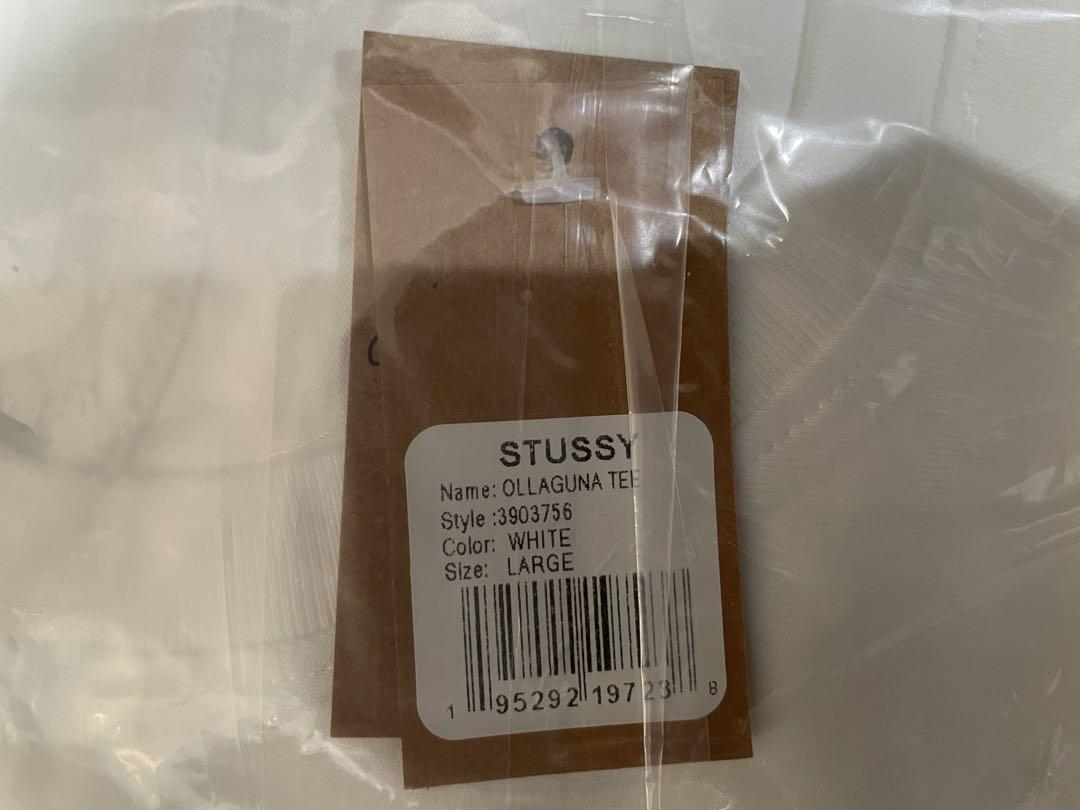 STUSSY
Name: OLLAGUNA TEE
Style :3903756
Color: WHITE
Size: LARGE
1 95292 19723 8